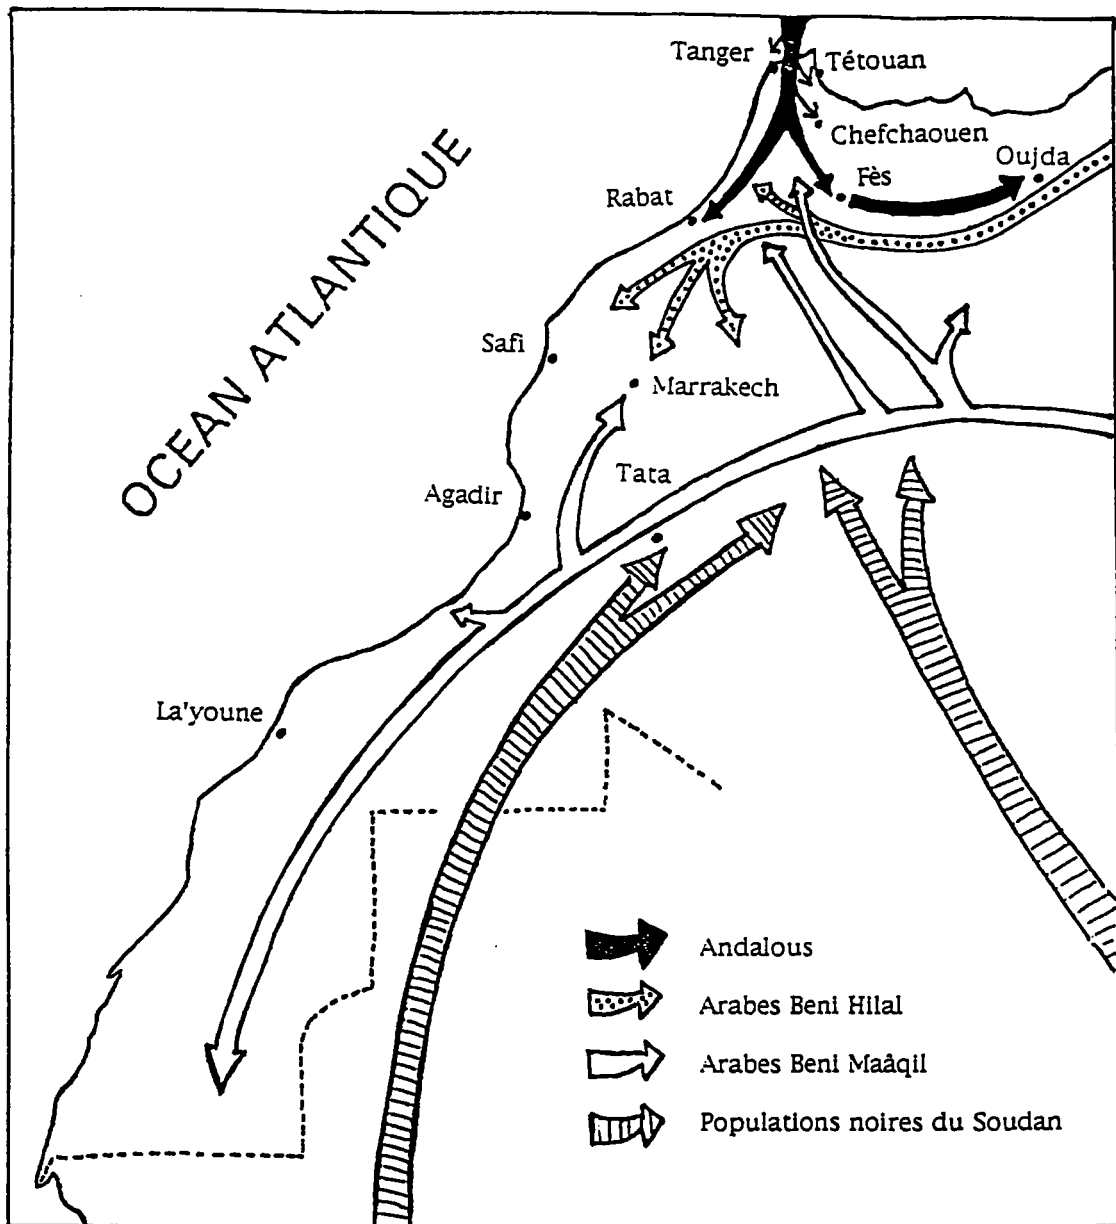 Tanger
Tétouan
Chefchaouen
Oujda
Fès
Rabat
OCEAN ATLANTIQUE
Safi
Marrakech
Tata
Agadir
La'youne
Andalous
Arabes Beni Hilal
Arabes Beni Maâqil
Populations noires du Soudan